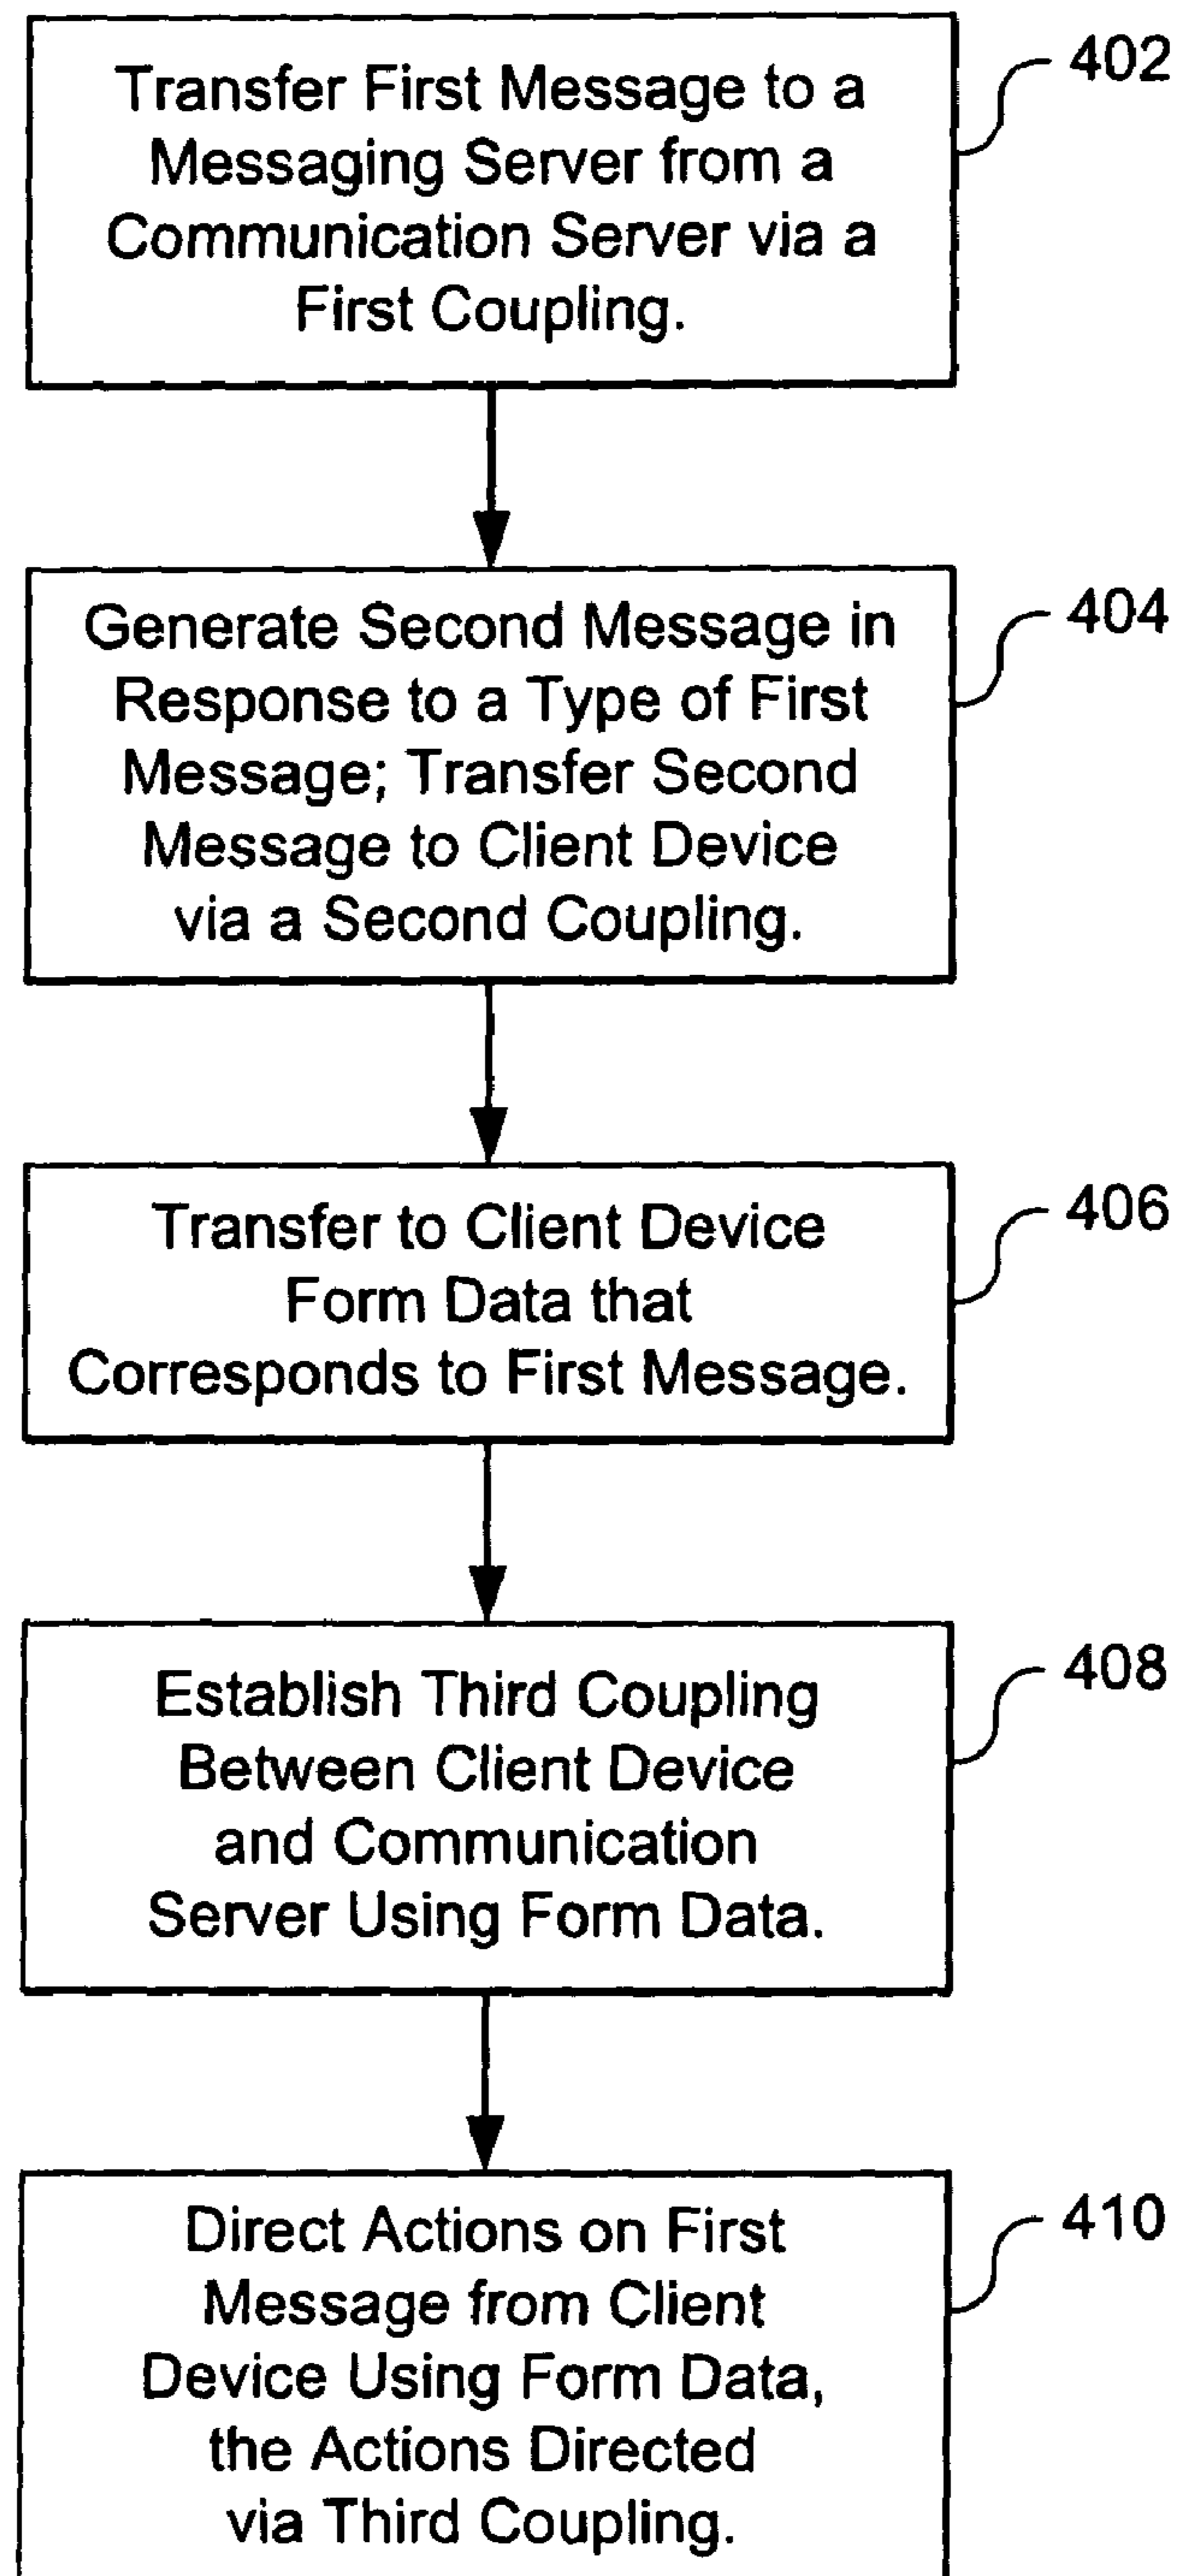 Transfer First Message to a
Messaging Server from a
Communication Server via a
First Coupling.
402
Generate Second Message in
Response to a Type of First
Message; Transfer Second
Message to Client Device
via a Second Coupling.
404
Transfer to Client Device
Form Data that
Corresponds to First Message.
406
Establish Third Coupling
Between Client Device
and Communication
Server Using Form Data.
408
Direct Actions on First
Message from Client
Device Using Form Data,
the Actions Directed
via Third Coupling.
410